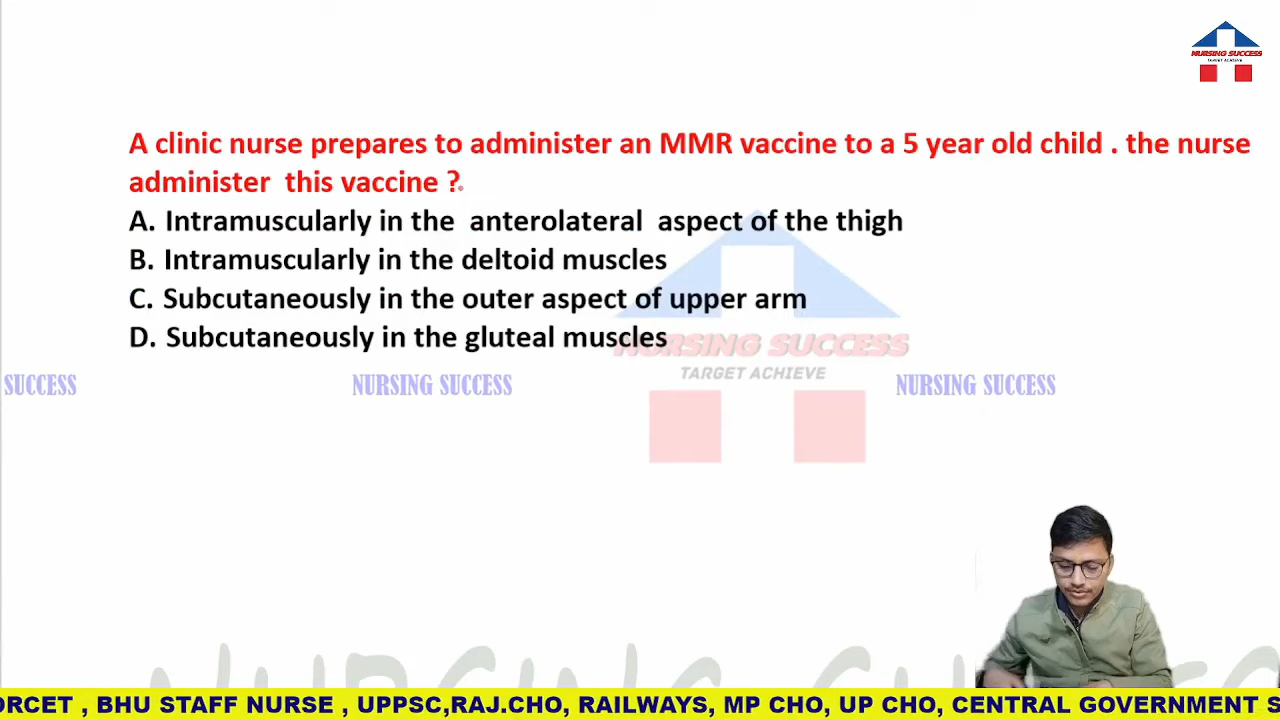 NURSING SUCCESS
TARGET ACHIEVE
A clinic nurse prepares to administer an MMR vaccine to a 5 year old child . the nurse
administer this vaccine ?
A. Intramuscularly in the anterolateral aspect of the thigh
B. Intramuscularly in the deltoid muscles
C. Subcutaneously in the outer aspect of upper arm
D. Subcutaneously in the gluteal muscles
NURSING SUCCESS
TARGET ACHIEVE
SUCCESS NURSING SUCCESS NURSING SUCCESS
ORCET , BHU STAFF NURSE , UPPSC,RAJ.CHO, RAILWAYS, MP CHO, UP CHO, CENTRAL GOVERNMENT S